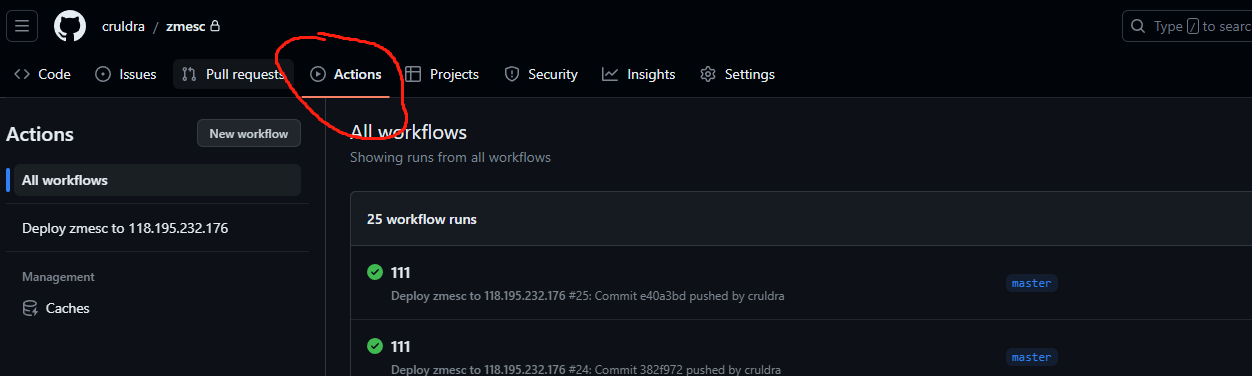 cruldra / zmesc
Type / to searc
Code Issues Pull requests Actions Projects Security Insights Settings
Actions
New workflow
All workflows
Deploy zmesc to 118.195.232.176
Management
Caches
All workflows
Showing runs from all workflows
25 workflow runs
111
Deploy zmesc to 118.195.232.176 #25: Commit e40a3bd pushed by cruldra
master
111
Deploy zmesc to 118.195.232.176 #24: Commit 382f972 pushed by cruldra
master